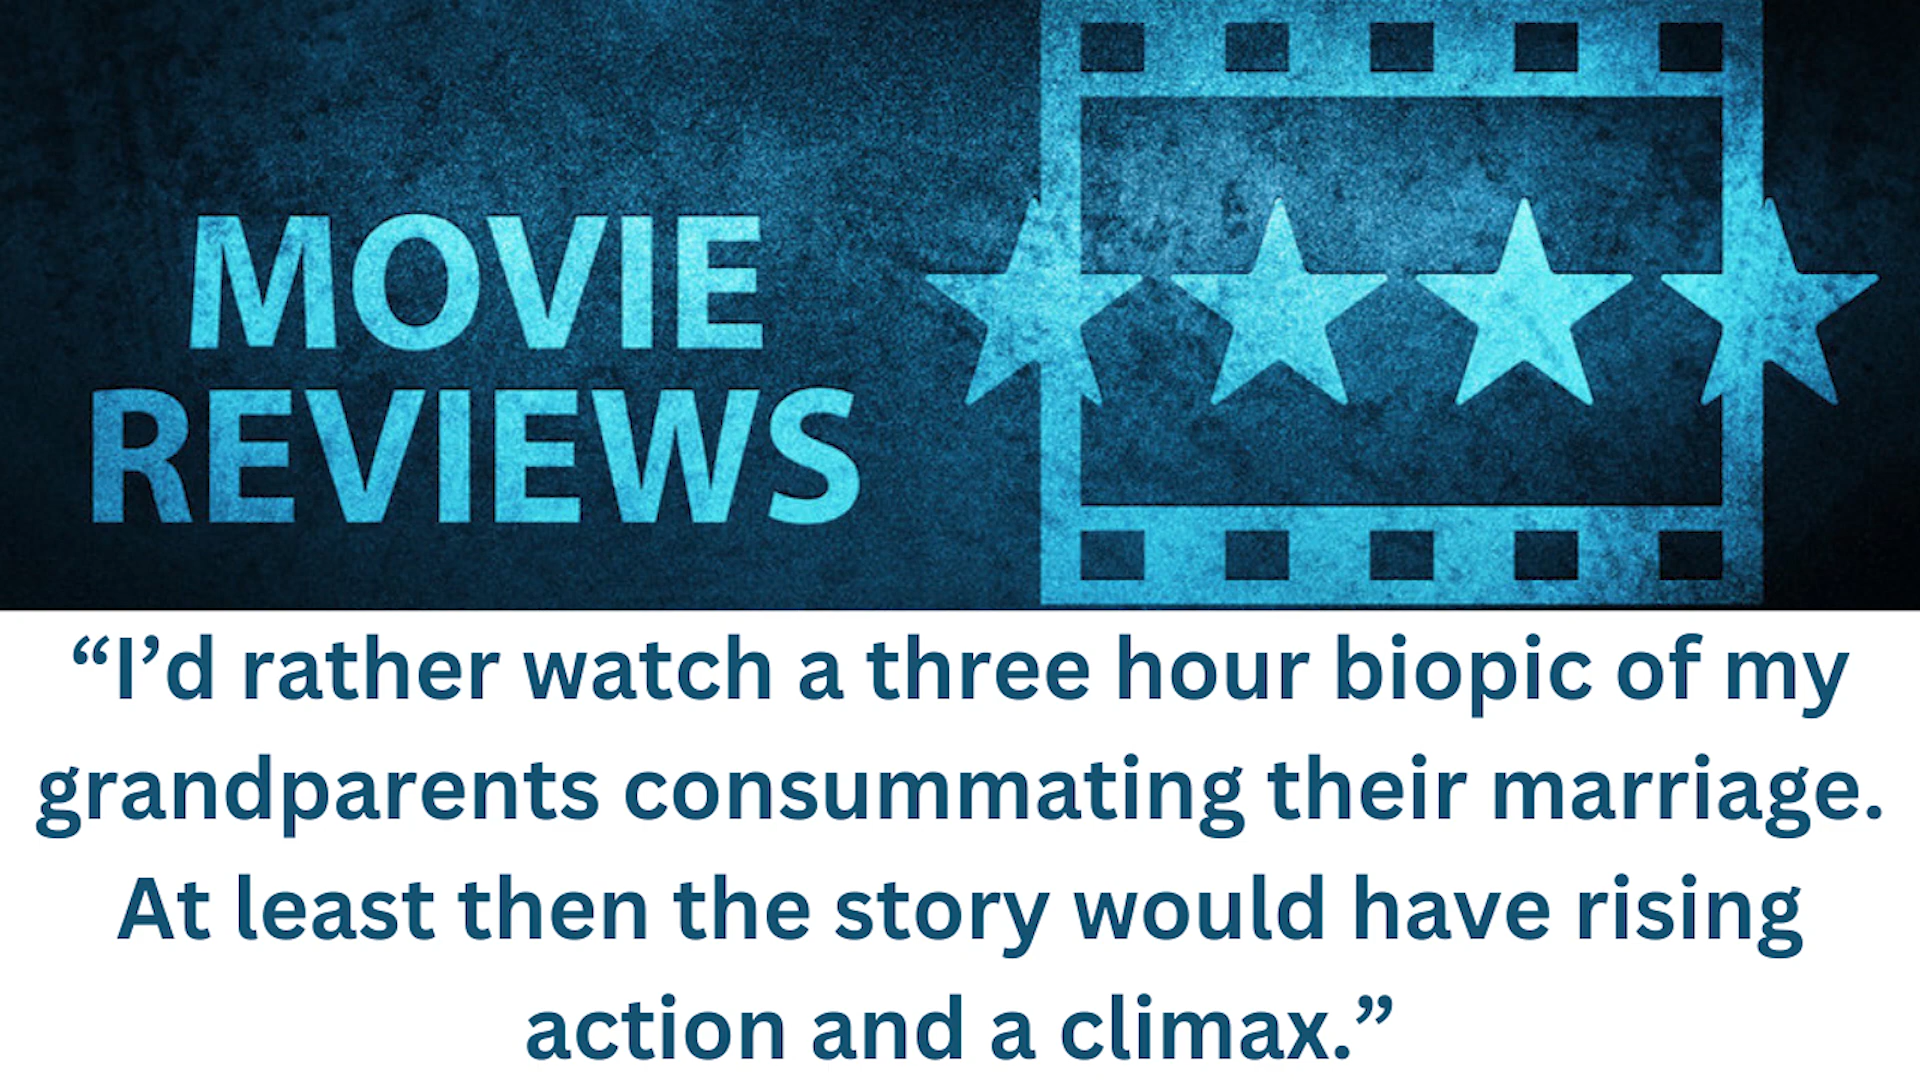 MOVIE
REVIEWS
“I’d rather watch a three hour biopic of my
grandparents consummating their marriage.
At least then the story would have rising
action and a climax.”